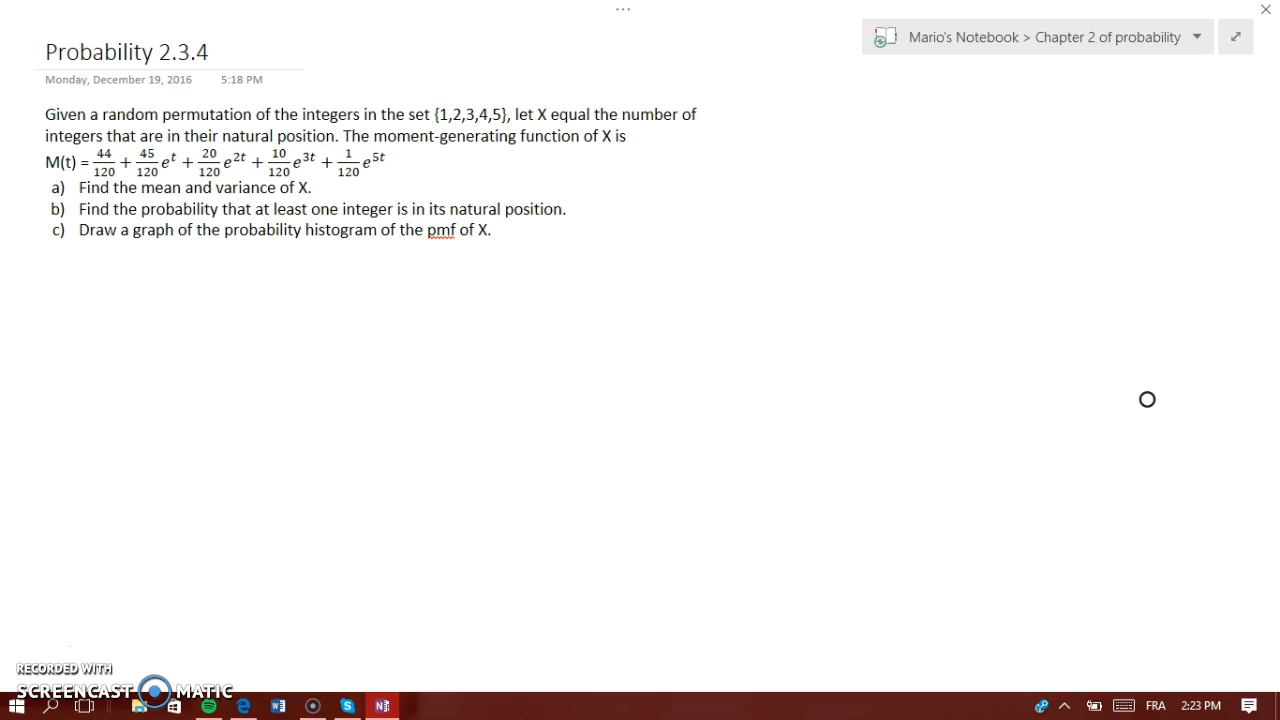 Probability 2.3.4
Mario's Notebook > Chapter 2 of probability
Monday, December 19, 2016 5:18 PM
Given a random permutation of the integers in the set {1,2,3,4,5}, let X equal the number of
integers that are in their natural position. The moment-generating function of X is
M(t) = 44/120 + 45/120 e^t + 20/120 e^2t + 10/120 e^3t + 1/120 e^5t
a) Find the mean and variance of X.
b) Find the probability that at least one integer is in its natural position.
c) Draw a graph of the probability histogram of the pmf of X.
RECORDED WITH
SCREENCAST MATIC
FRA 2:23 PM